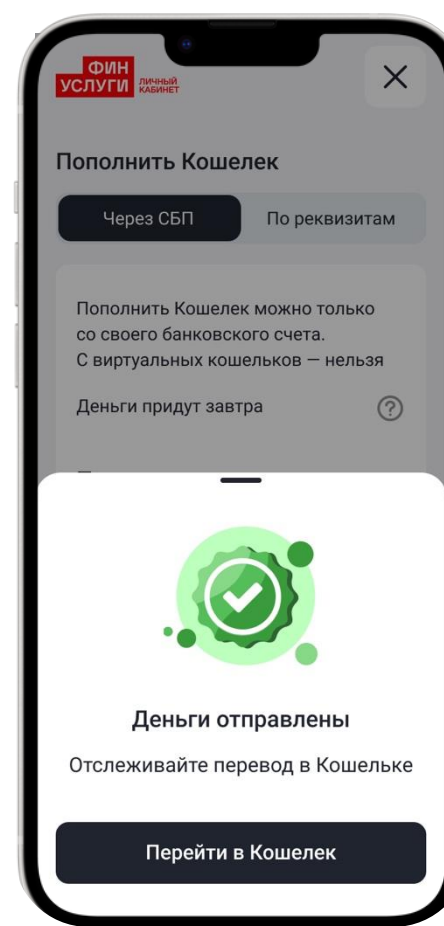 ФИН
УСЛУГИ
ЛИЧНЫЙ
КАБИНЕТ
Пополнить Кошелек
Через СБП
По реквизитам
Пополнить Кошелек можно только
со своего банковского счета.
С виртуальных кошельков — нельзя
Деньги придут завтра
Деньги отправлены
Отслеживайте перевод в Кошельке
Перейти в Кошелек